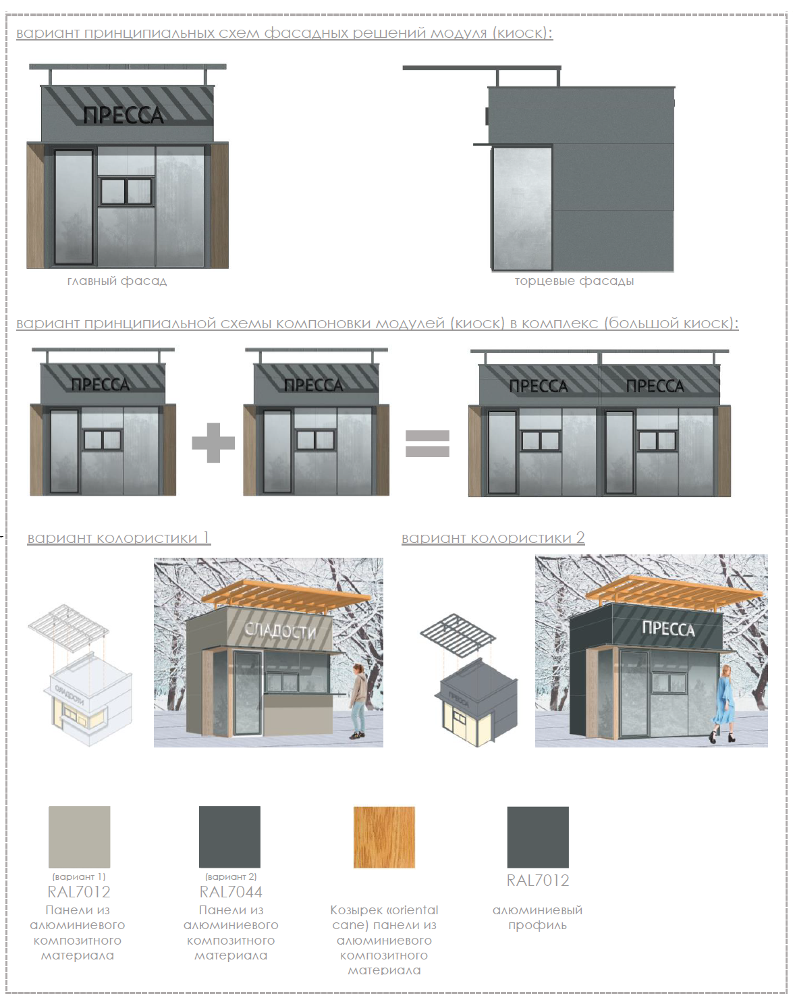 вариант принципиальных схем фасадных решений модуля (киоск):
ПРЕССА
главный фасад
торцевые фасады
вариант принципиальной схемы компоновки модулей (киоск) в комплекс (большой киоск):
ПРЕССА
ПРЕССА
ПРЕССА ПРЕССА
вариант колористики 1
вариант колористики 2
СЛАДОСТИ
СЛАДОСТИ
ПРЕССА
ПРЕССА
(вариант 1)
RAL7012
Панели из
алюминиевого
композитного
материала
(вариант 2)
RAL7044
Панели из
алюминиевого
композитного
материала
Козырек «oriental
cane) панели из
алюминиевого
композитного
материала
RAL7012
алюминиевый
профиль